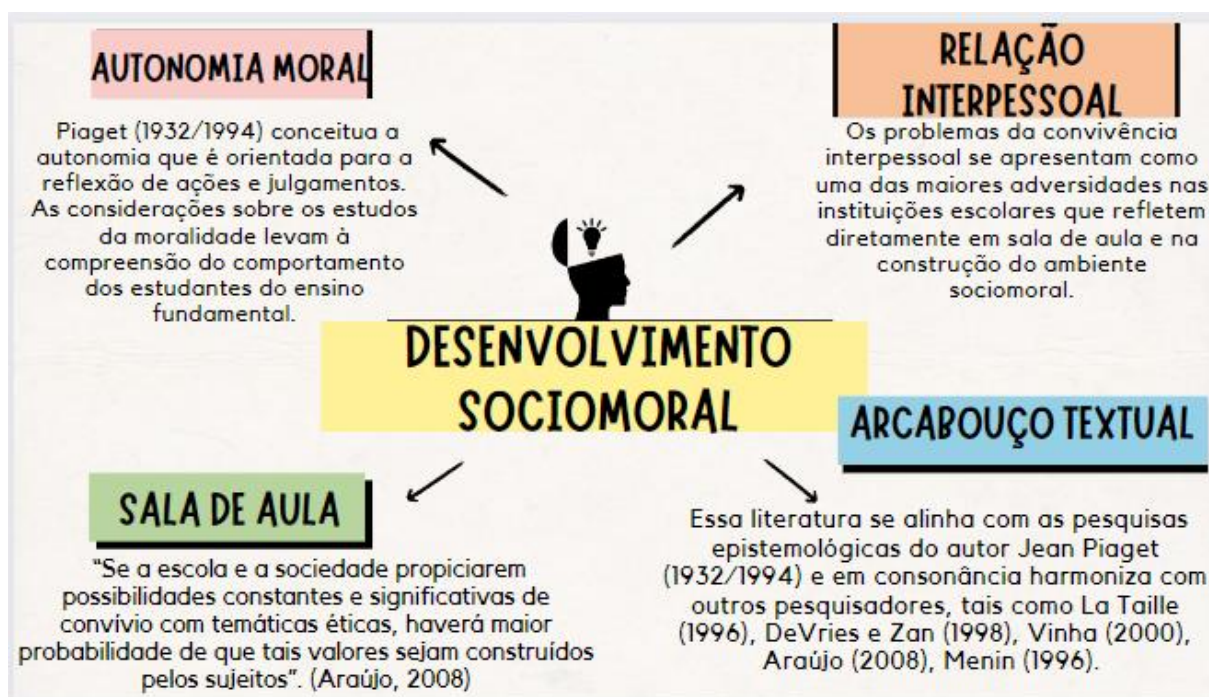 AUTONOMIA MORAL
Piaget (1932/1994) conceitua a
autonomia que é orientada para a
reflexão de ações e julgamentos.
As considerações sobre os estudos
da moralidade levam à
compreensão do comportamento
dos estudantes do ensino
fundamental.
RELAÇÃO
INTERPESSOAL
Os problemas da convivência
interpessoal se apresentam como
uma das maiores adversidades nas
instituições escolares que refletem
diretamente em sala de aula e na
construção do ambiente
sociomoral.
DESENVOLVIMENTO
SOCIOMORAL
SALA DE AULA
"Se a escola e a sociedade propiciarem
possibilidades constantes e significativas de
convívio com temáticas éticas, haverá maior
probabilidade de que tais valores sejam construídos
pelos sujeitos". (Araújo, 2008)
ARCABOUÇO TEXTUAL
Essa literatura se alinha com as pesquisas
epistemológicas do autor Jean Piaget
(1932/1994) e em consonância harmoniza com
outros pesquisadores, tais como La Taille
(1996), DeVries e Zan (1998), Vinha (2000),
Araújo (2008), Menin (1996).